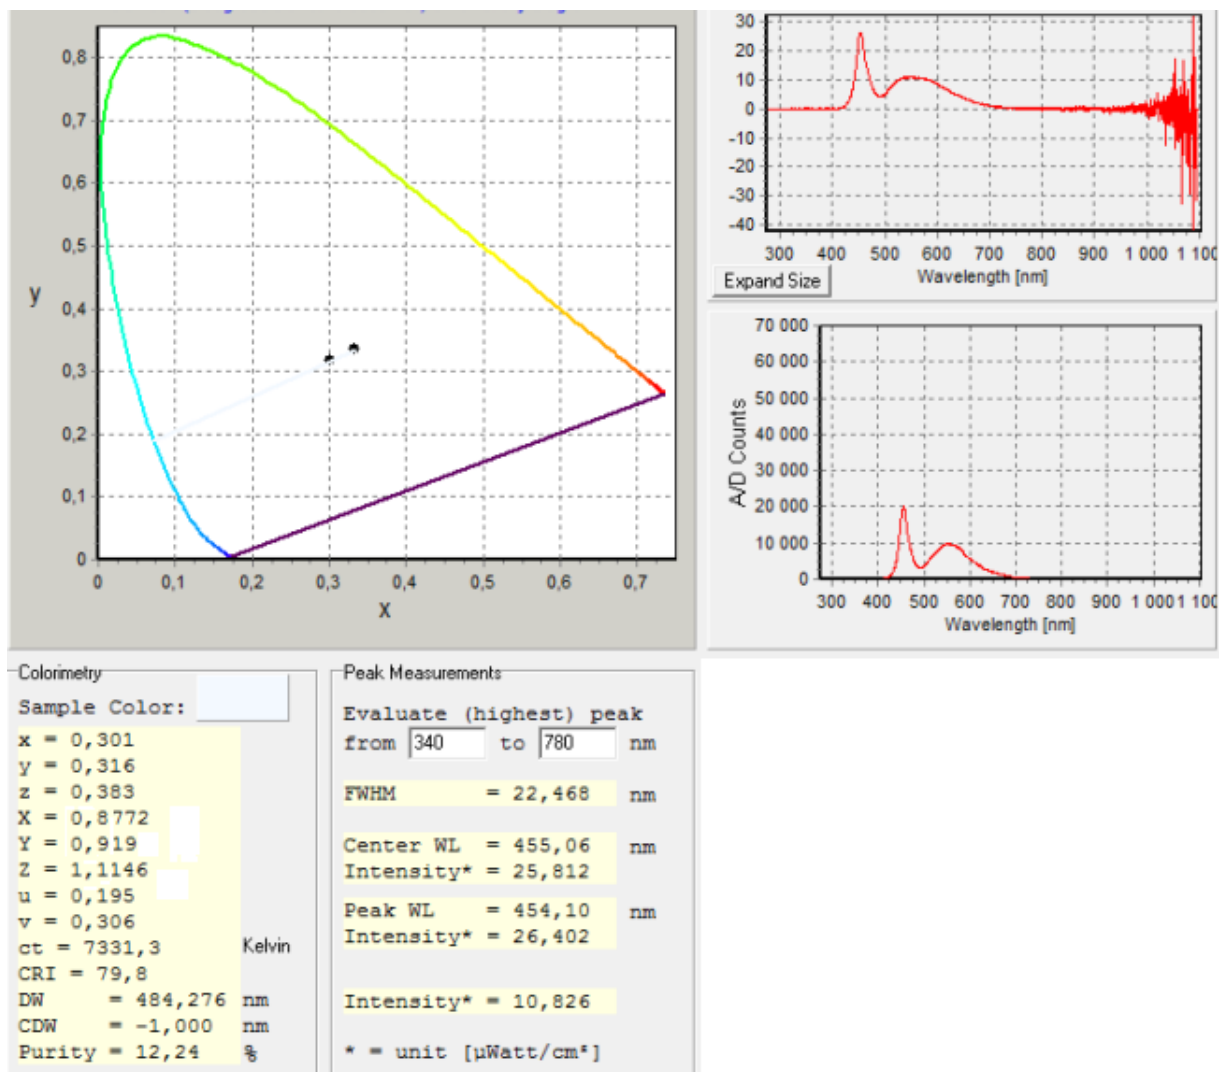 0,8
0,7
0,6
0,5
y
0,4
0,3
0,2
0,1
0
0 0,1 0,2 0,3 0,4 0,5 0,6 0,7
X
30
20
10
0
-10
-20
-30
-40
300 400 500 600 700 800 900 1 000 1 100
Expand Size
Wavelength [nm]
70 000
60 000
50 000
40 000
30 000
20 000
10 000
0
A/D Counts
300 400 500 600 700 800 900 1 000 1 100
Wavelength [nm]
Colorimetry
Sample Color:
x = 0,301
y = 0,316
z = 0,383
X = 0,8772
Y = 0,919
Z = 1,1146
u = 0,195
v = 0,306
ct = 7331,3 Kelvin
CRI = 79,8
DW = 484,276 nm
CDW = -1,000 nm
Purity = 12,24 %
Peak Measurements
Evaluate (highest) peak
from 340 to 780 nm
FWHM = 22,468 nm
Center WL = 455,06 nm
Intensity* = 25,812
Peak WL = 454,10 nm
Intensity* = 26,402
Intensity* = 10,826
* = unit [µWatt/cm²]